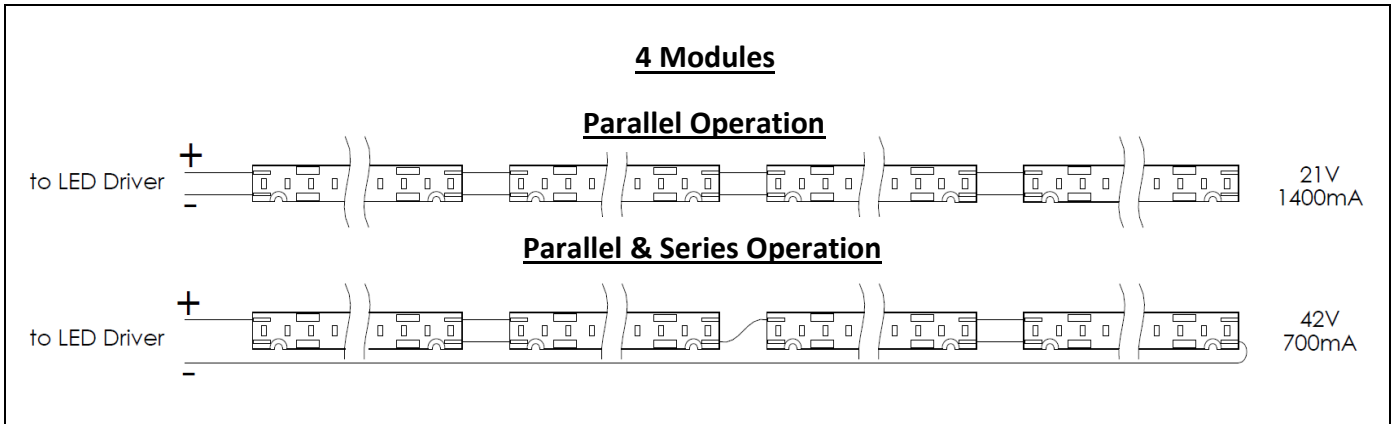 4 Modules
Parallel Operation
+
to LED Driver
-
21V
1400mA
Parallel & Series Operation
+
to LED Driver
-
42V
700mA